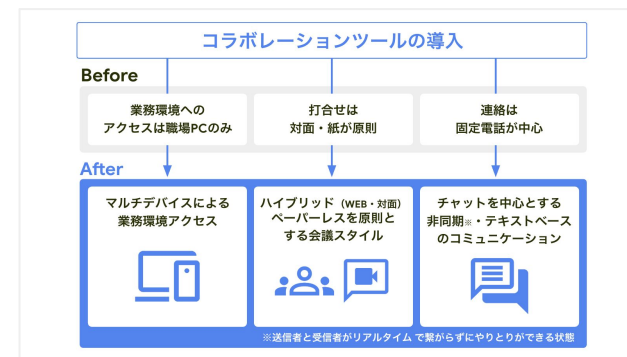 コラボレーションツールの導入
Before
業務環境への
アクセスは職場PCのみ
打合せは
対面・紙が原則
連絡は
固定電話が中心
After
マルチデバイスによる
業務環境アクセス
ハイブリッド（WEB・対面）
ペーパーレスを原則と
する会議スタイル
チャットを中心とする
非同期※・テキストベース
のコミュニケーション
※送信者と受信者がリアルタイム で繋がらずにやりとりができる状態